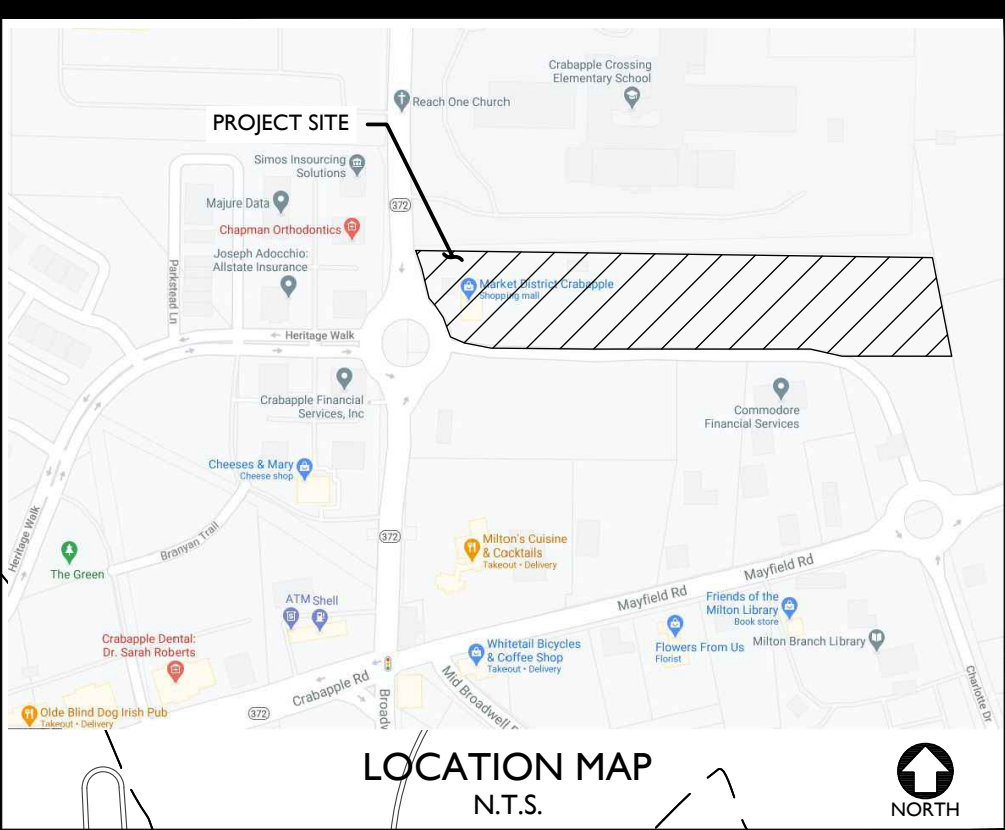 Crabapple Crossing
Elementary School
Reach One Church
PROJECT SITE
Simos Insourcing
Solutions
Majure Data
372
Chapman Orthodontics
Joseph Adocchio:
Allstate Insurance
Parkstead Ln
Market District Crabapple
Shopping mall
Heritage Walk
Crabapple Financial
Services, Inc
Commodore
Financial Services
Cheeses & Mary
Cheese shop
Heritage Walk
Branyan Trail
372
Milton's Cuisine
& Cocktails
Takeout • Delivery
The Green
Mayfield Rd
Mayfield Rd
ATM
Shell
Friends of the
Milton Library
Book store
Crabapple Dental:
Dr. Sarah Roberts
Whitetail Bicycles
& Coffee Shop
Takeout • Delivery
Flowers From Us
Florist
Milton Branch Library
Crabapple Rd
Mid Broadwell
Broadw
Charlotte Dr
372
Olde Blind Dog Irish Pub
Takeout • Delivery
LOCATION MAP
N.T.S.
NORTH